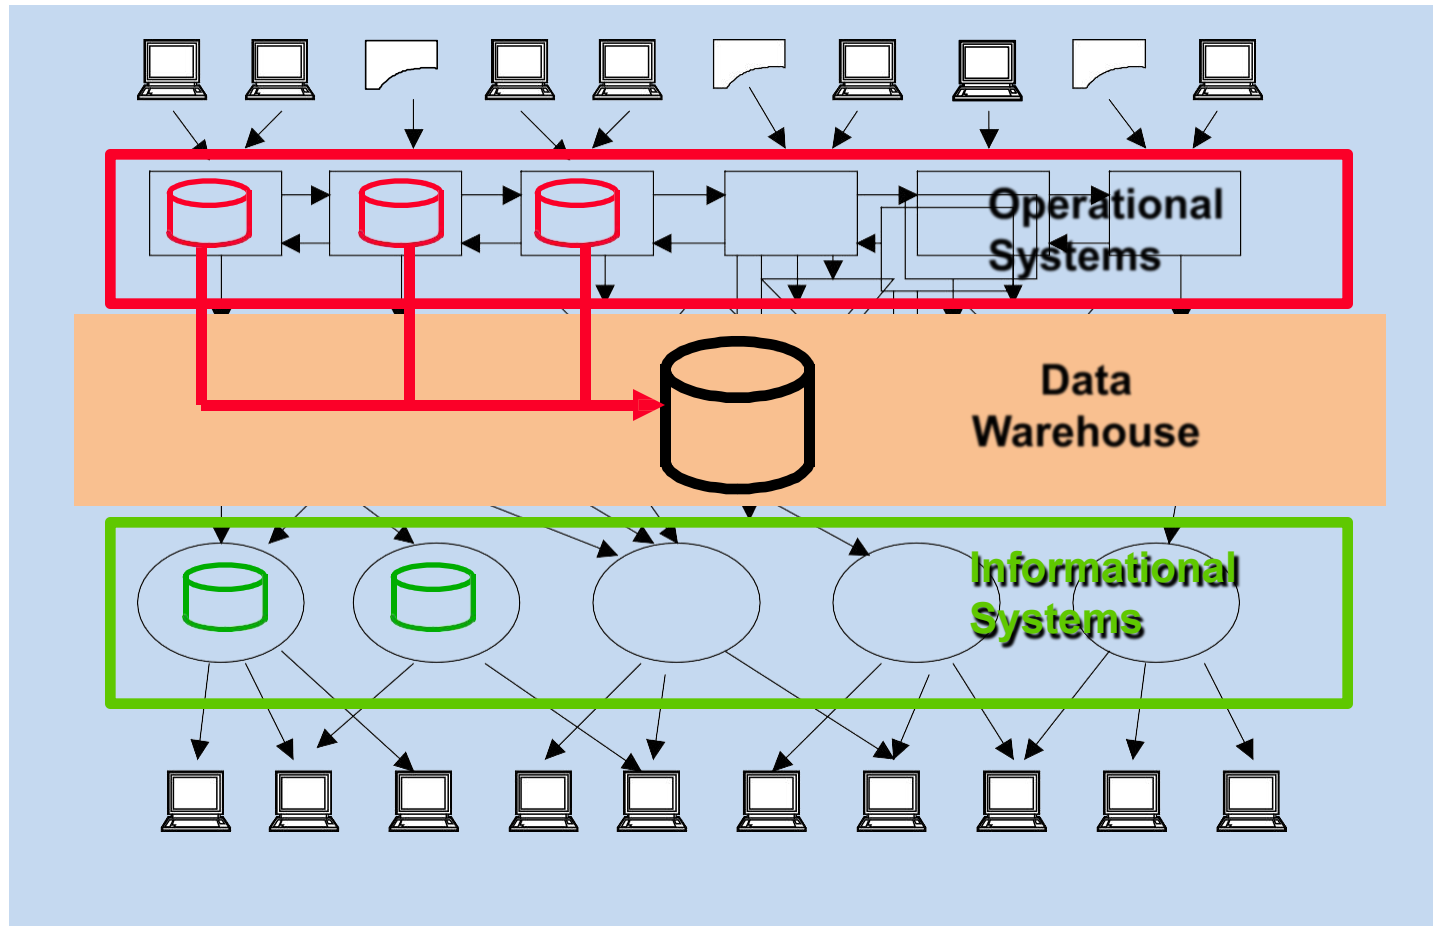 Operational
Systems
Data
Warehouse
Informational
Systems